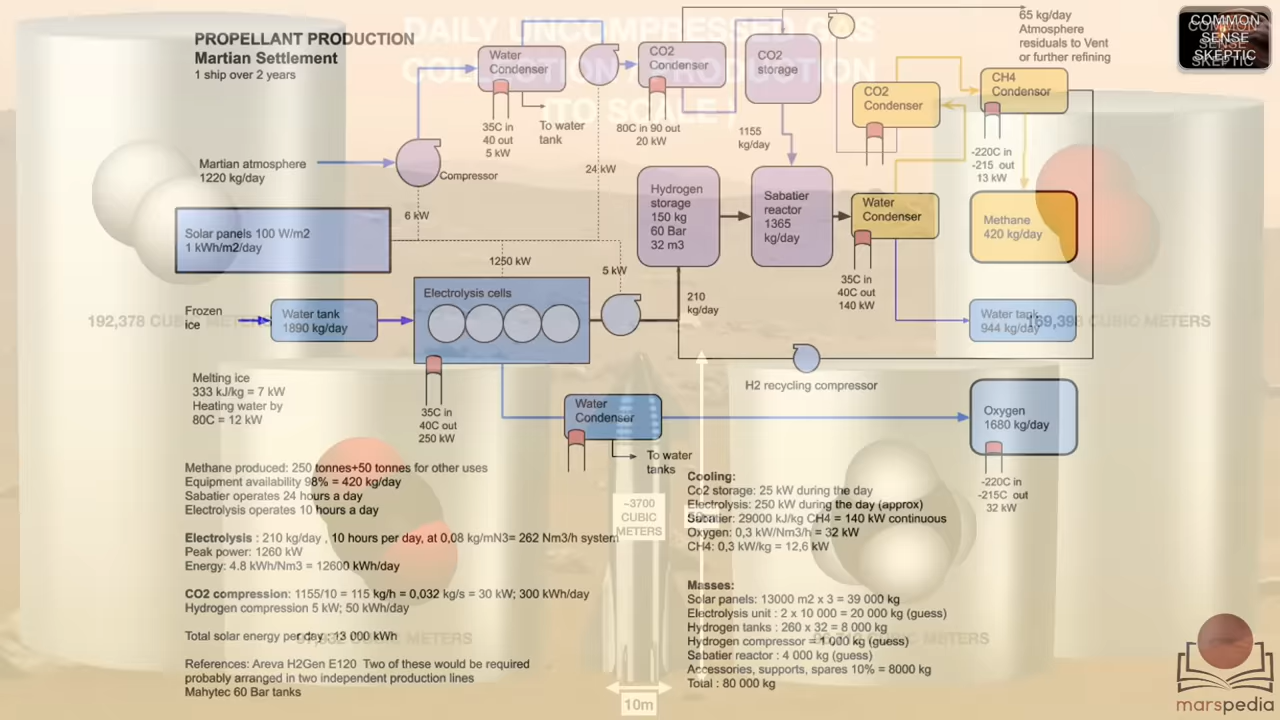 PROPELLANT PRODUCTION
Martian Settlement
1 ship over 2 years
DAILY UNCOMPRESSED GAS
COLLECTION
PRODUCTION
TO SCALE
65 kg/day
Atmosphere
residuals to Vent
or further refining
COMMON
SENSE
SKEPTIC
Water
Condenser
CO2
Condenser
CO2
storage
CO2
Condenser
CH4
Condensor
35C in
40 out
5 kW
To water
tank
80C in 90 out
20 kW
1155
kg/day
-220C in
-215 out
13 kW
Martian atmosphere
1220 kg/day
Compressor
24 kW
6 kW
Solar panels 100 W/m2
1 kWh/m2/day
Hydrogen
storage
150 kg
60 Bar
32 m3
Sabatier
reactor
1365
kg/day
Water
Condenser
Methane
420 kg/day
1250 kW
5 kW
35C in
40C out
140 kW
210
kg/day
Frozen
ice
Water tank
1890 kg/day
Electrolysis cells
Water tank
944 kg/day
192,378 CUBIC METERS
169,398 CUBIC METERS
H2 recycling compressor
Melting ice
333 kJ/kg = 7 kW
Heating water by
80C = 12 kW
35C in
40C out
250 kW
Water
Condenser
To water
tanks
Oxygen
1680 kg/day
-220C in
-215C out
32 kW
Methane produced: 250 tonnes+50 tonnes for other uses
Equipment availability 98% = 420 kg/day
Sabatier operates 24 hours a day
Electrolysis operates 10 hours a day
Electrolysis : 210 kg/day , 10 hours per day, at 0,08 kg/mN3= 262 Nm3/h system
Peak power: 1260 kW
Energy: 4.8 kWh/Nm3 = 12600 kWh/day
CO2 compression: 1155/10 = 115 kg/h = 0,032 kg/s = 30 kW; 300 kWh/day
Hydrogen compression 5 kW; 50 kWh/day
Total solar energy per day : 13 000 kWh
METERS
References: Areva H2Gen E120 Two of these would be required
probably arranged in two independent production lines
Mahytec 60 Bar tanks
~3700
CUBIC
METERS
10m
Cooling:
Co2 storage: 25 kW during the day
Electrolysis: 250 kW during the day (approx)
Sabatier: 29000 kJ/kg CH4 = 140 kW continuous
Oxygen: 0,3 kW/Nm3/h = 32 kW
CH4: 0,3 kW/kg = 12,6 kW
Masses:
Solar panels: 13000 m2 x 3 = 39 000 kg
Electrolysis unit : 2 x 10 000 = 20 000 kg (guess)
Hydrogen tanks : 260 x 32 = 8 000 kg
Hydrogen compressor = 1 000 kg (guess)
CUBIC METERS
Sabatier reactor : 4 000 kg (guess)
Accessories, supports, spares 10% = 8000 kg
Total : 80 000 kg
marspedia